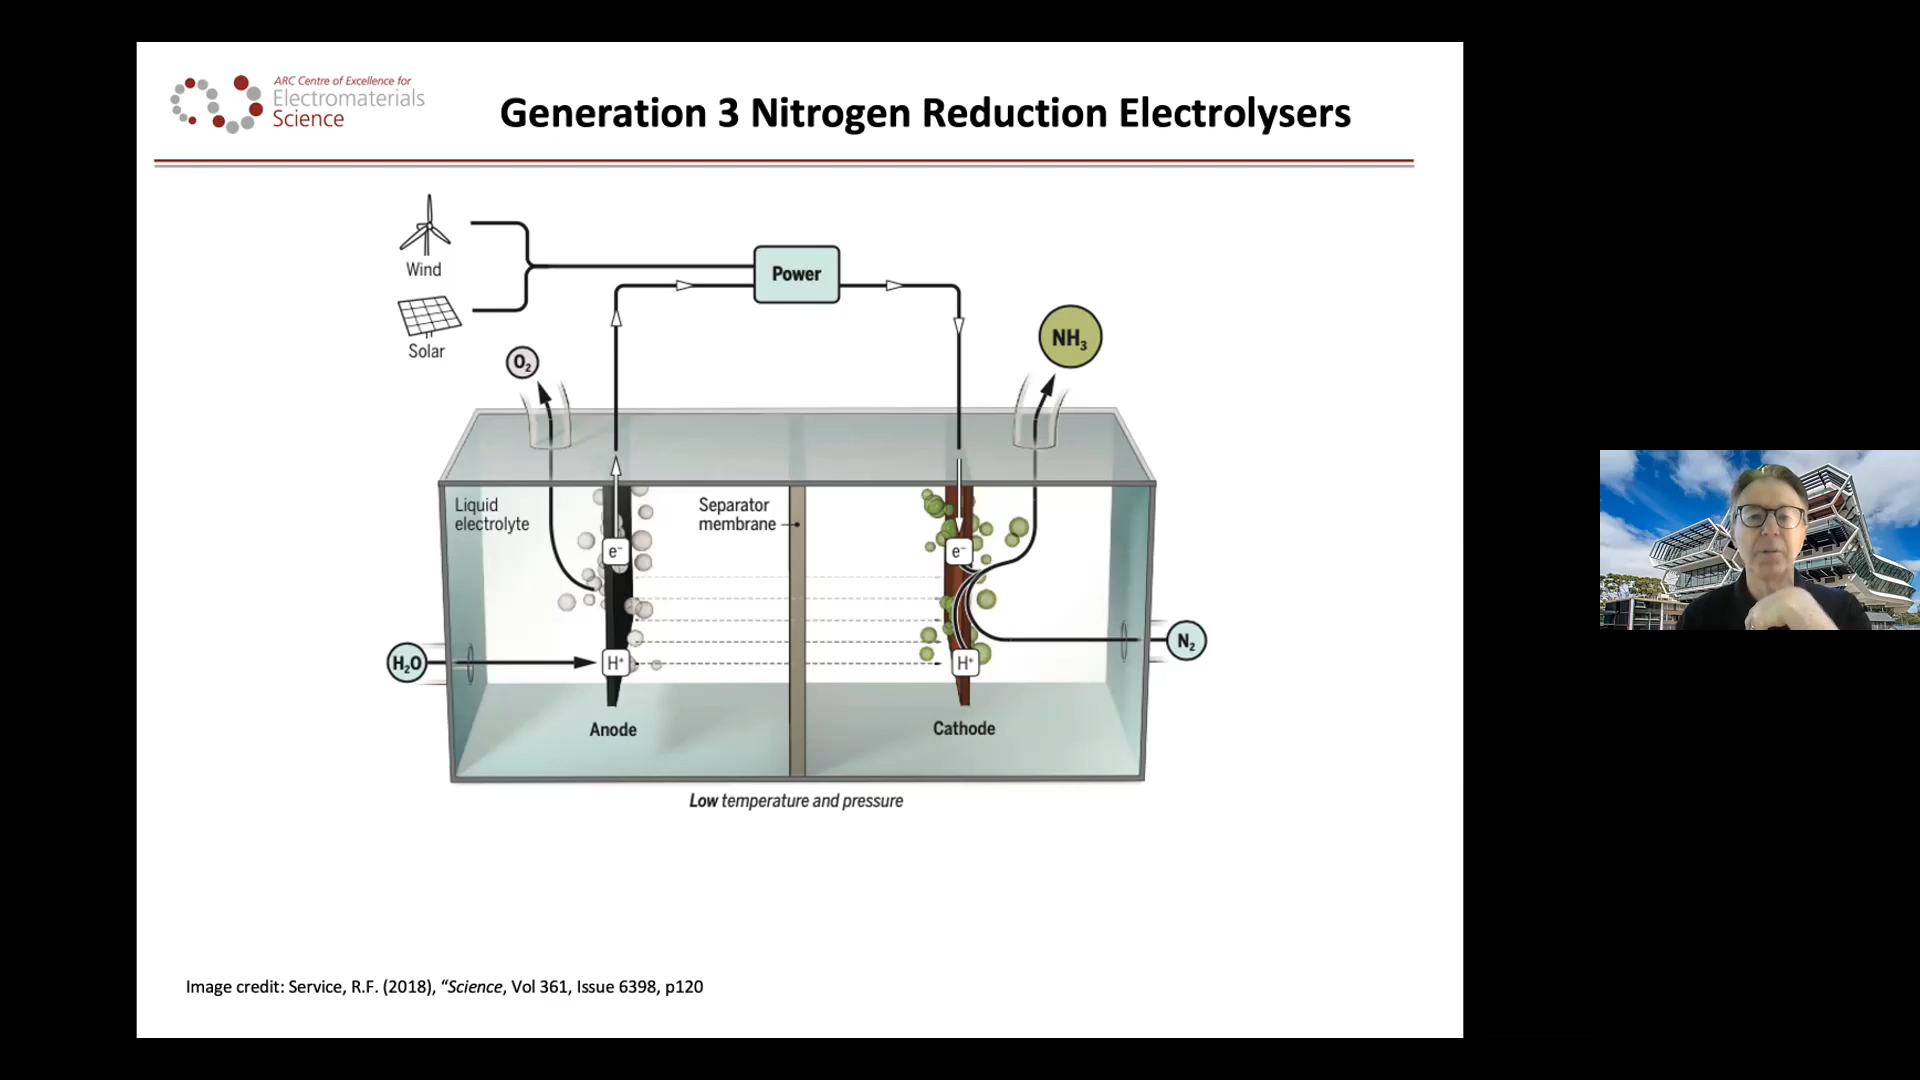 ARC Centre of Excellence for
Electromaterials
Science
Generation 3 Nitrogen Reduction Electrolysers
Wind
Solar
Power
O₂
NH₃
Liquid
electrolyte
Separator
membrane
e⁻
e⁻
H₂O
H⁺
H⁺
N₂
Anode
Cathode
Low temperature and pressure
Image credit: Service, R.F. (2018), “Science, Vol 361, Issue 6398, p120